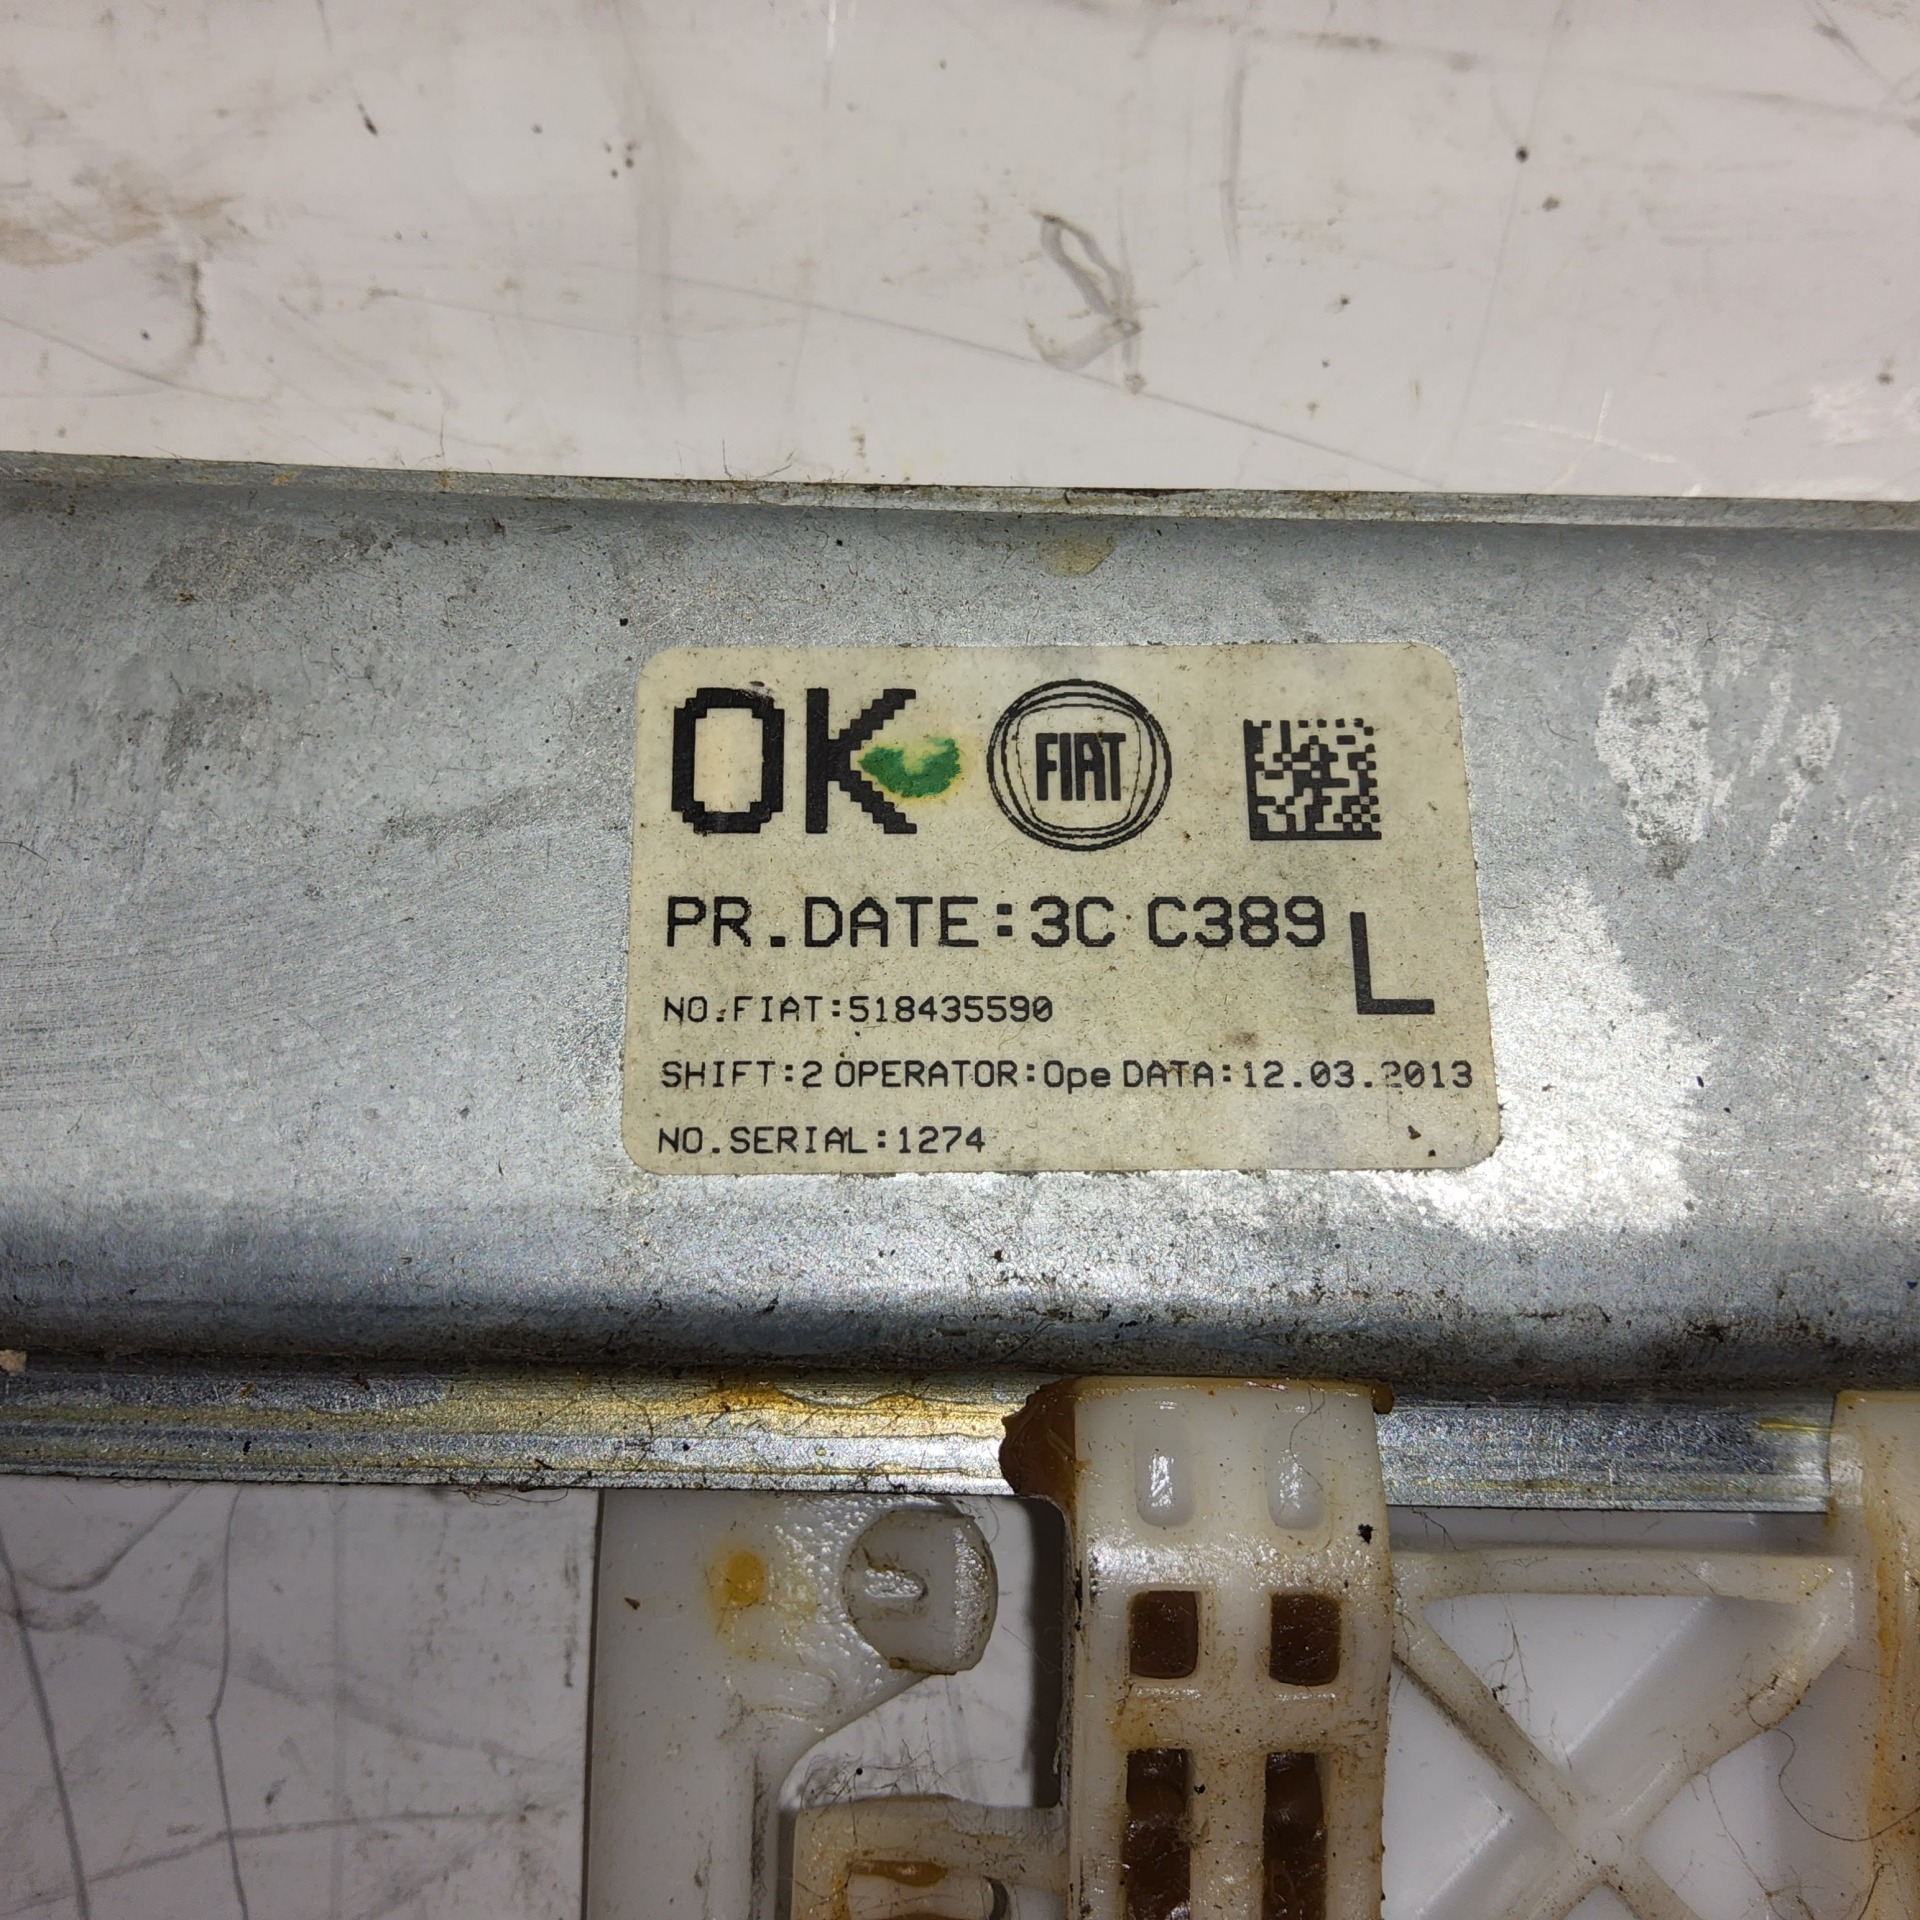 OK FIAT
PR.DATE:3C C389
L
NO.FIAT:518435590
SHIFT:2 OPERATOR:Ope DATA:12.03.2013
NO.SERIAL:1274